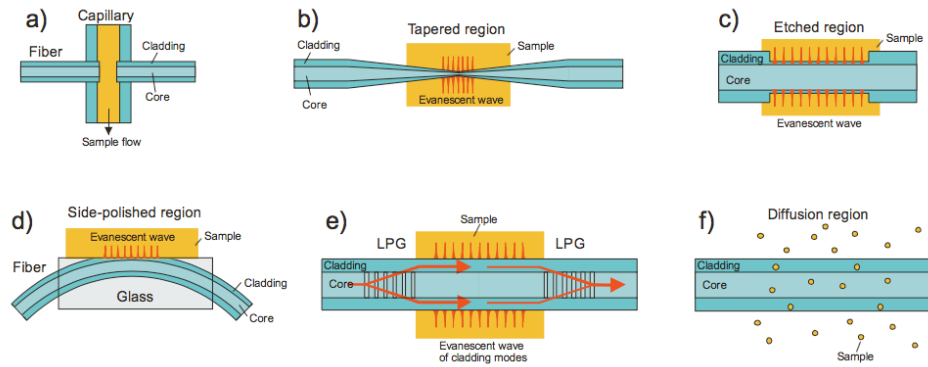 a)
Capillary
Fiber
Cladding
Core
Sample flow
b)
Tapered region
Cladding
Sample
Core
Evanescent wave
c)
Etched region
Sample
Cladding
Core
Evanescent wave
d)
Side-polished region
Evanescent wave
Sample
Fiber
Glass
Cladding
Core
e)
Sample
LPG
LPG
Cladding
Core
Evanescent wave
of cladding modes
f)
Diffusion region
Cladding
Core
Sample